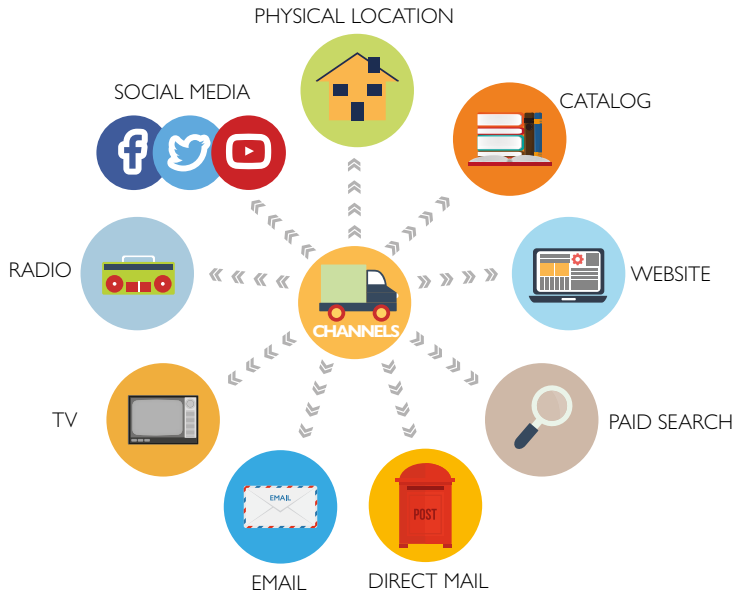 PHYSICAL LOCATION
SOCIAL MEDIA
CATALOG
RADIO
WEBSITE
CHANNELS
TV
PAID SEARCH
EMAIL
POST
EMAIL
DIRECT MAIL